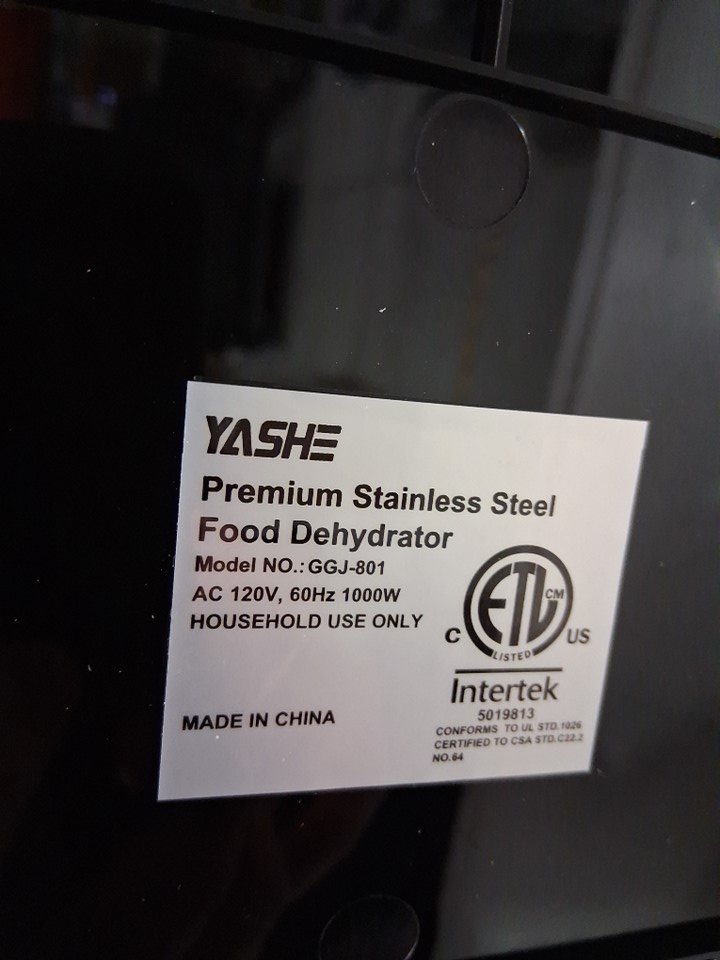 YASHE
Premium Stainless Steel
Food Dehydrator
Model NO.:GGJ-801
AC 120V, 60Hz 1000W
HOUSEHOLD USE ONLY
ETL CM
C LISTED US
Intertek
5019813
MADE IN CHINA
CONFORMS TO UL STD.1026
CERTIFIED TO CSA STD.C22.2
NO.64